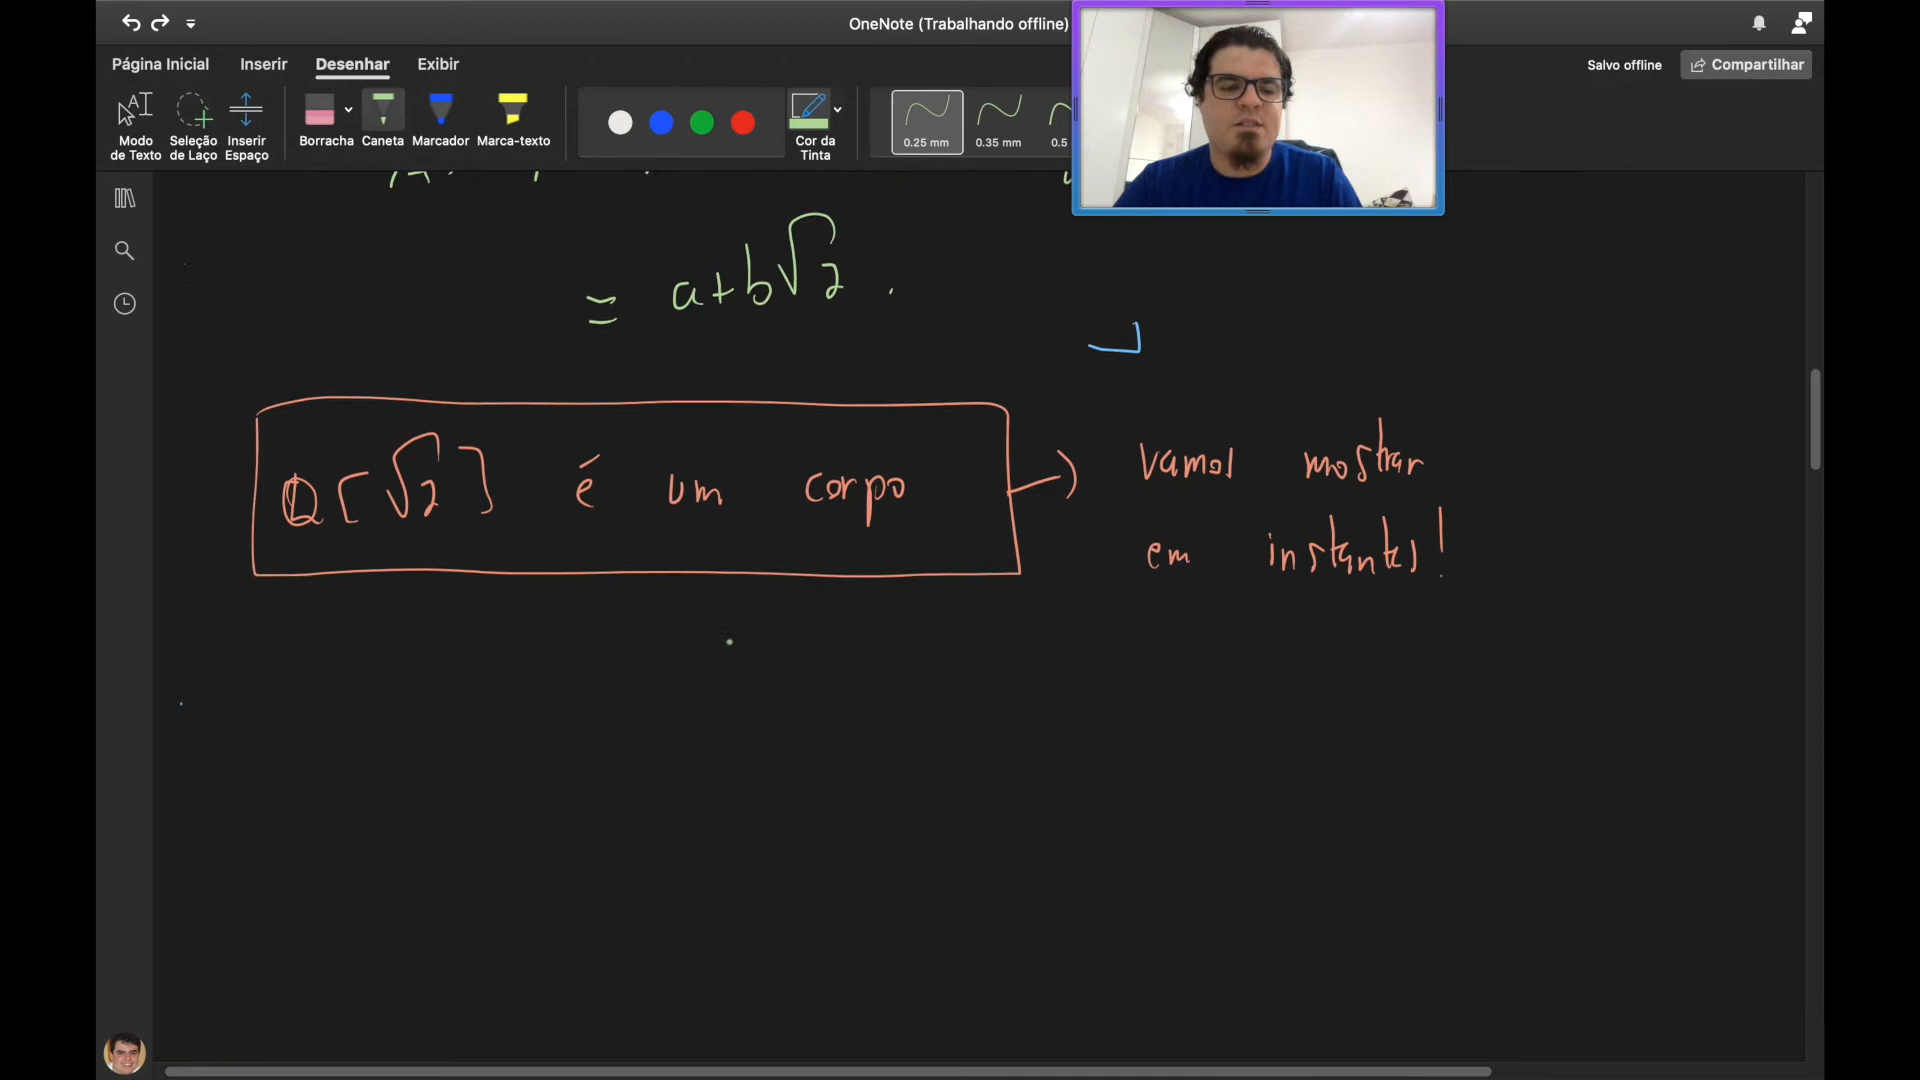 OneNote (Trabalhando offline)
Página Inicial Inserir Desenhar Exibir
Salvo offline Compartilhar
Modo de Texto
Seleção de Laço
Inserir Espaço
Borracha
Caneta
Marcador
Marca-texto
Cor da Tinta
0.25 mm
0.35 mm
0.5
= a+b√2 .
Q[√2] é um corpo
vamos mostrar
em instantes!